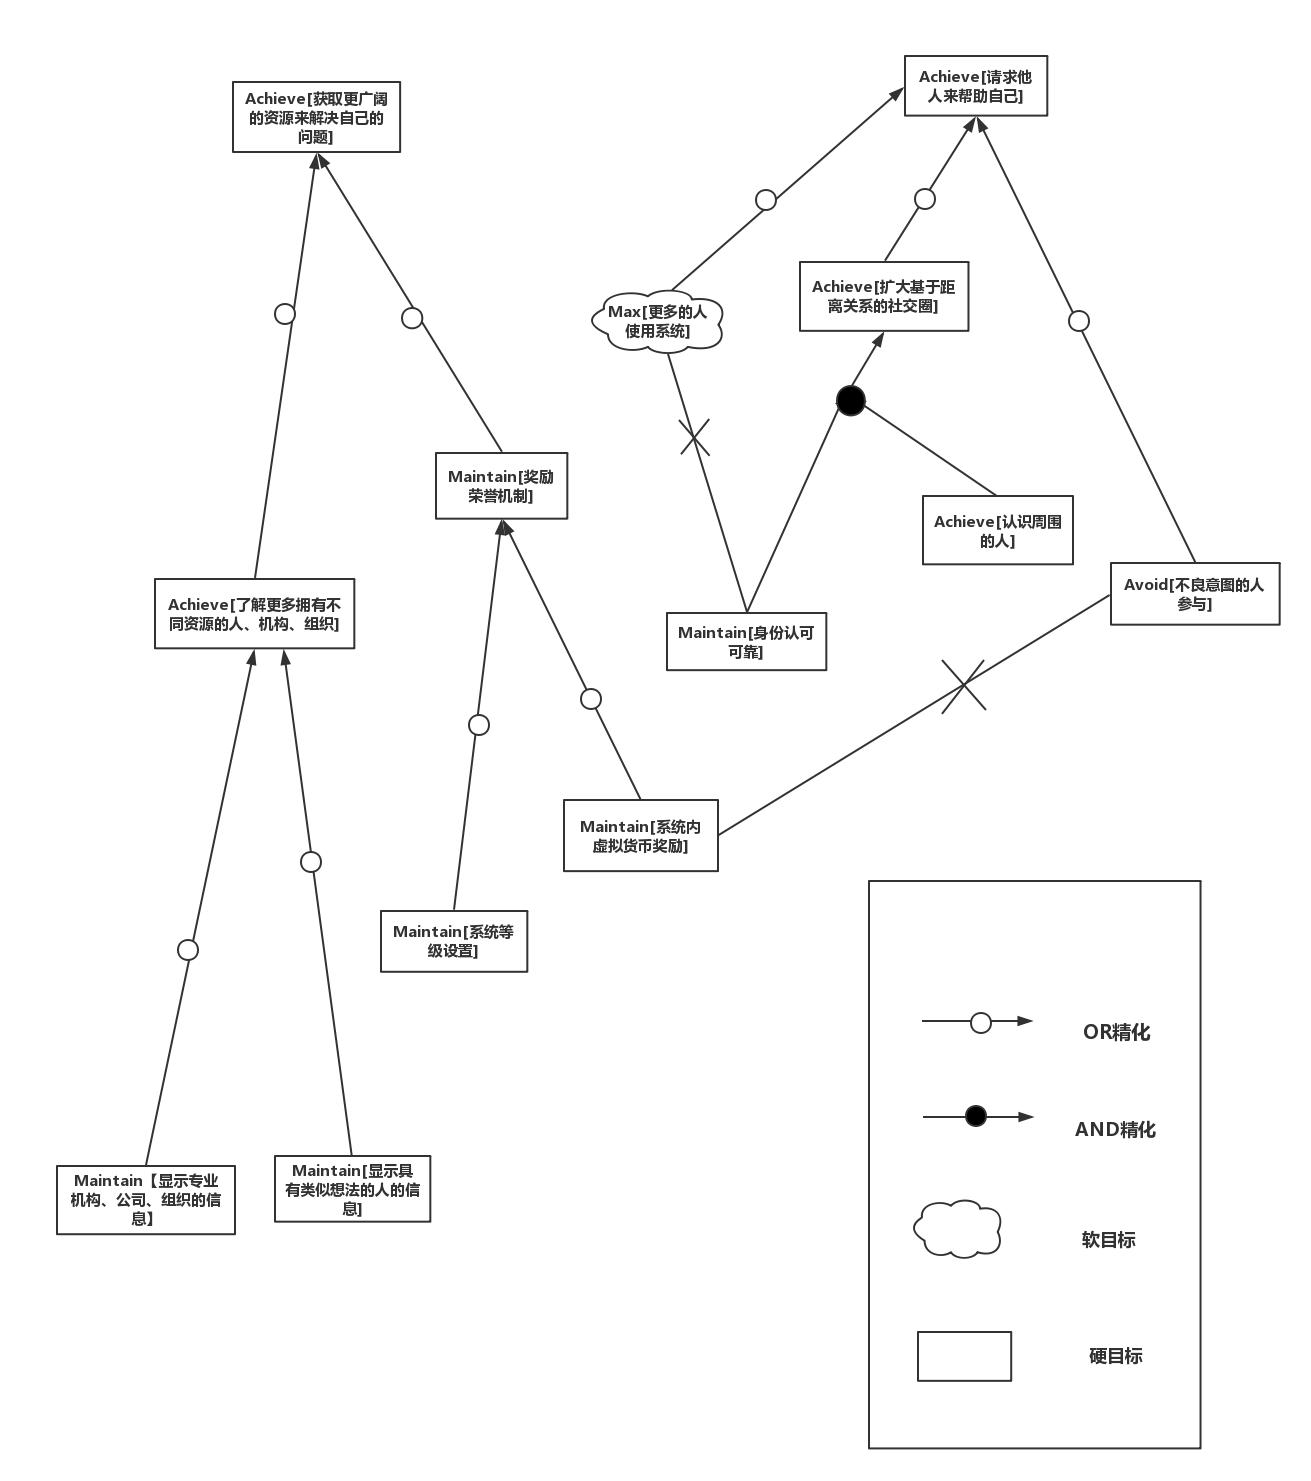 Achieve[请求他
人来帮助自己]
Achieve[获取更广阔
的资源来解决自己的
问题]
Achieve[扩大基于距
离关系的社交圈]
Max[更多的人
使用系统]
Maintain[奖励
荣誉机制]
Achieve[认识周围
的人]
Avoid[不良意图的人
参与]
Achieve[了解更多拥有不
同资源的人、机构、组织]
Maintain[身份认可
可靠]
Maintain[系统内
虚拟货币奖励]
Maintain[系统等
级设置]
Maintain【显示专业
机构、公司、组织的信
息】
Maintain[显示具
有类似想法的人的信
息]
OR精化
AND精化
软目标
硬目标